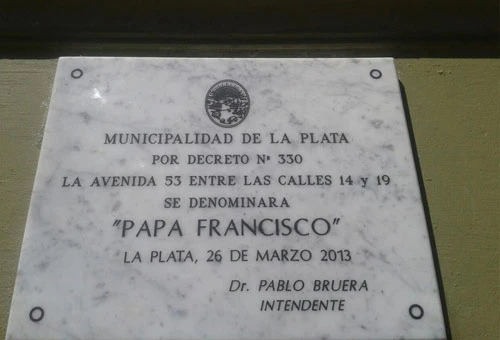 MUNICIPALIDAD DE LA PLATA
POR DECRETO Nº 330
LA AVENIDA 53 ENTRE LAS CALLES 14 y 19
SE DENOMINARA
"PAPA FRANCISCO"
LA PLATA, 26 DE MARZO 2013
Dr. PABLO BRUERA
INTENDENTE